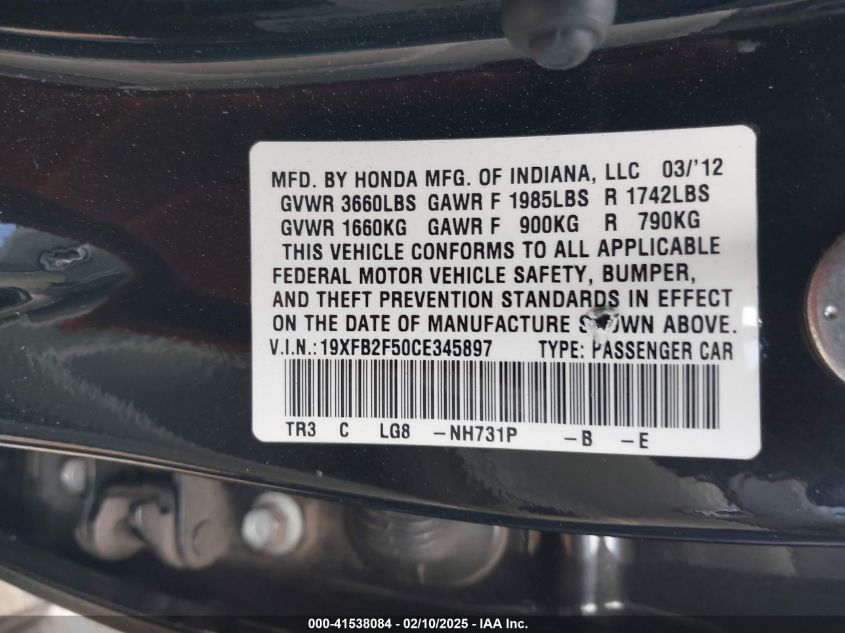 MFD. BY HONDA MFG. OF INDIANA, LLC 03/'12
GVWR 3660LBS GAWR F 1985LBS R 1742LBS
GVWR 1660KG GAWR F 900KG R 790KG
THIS VEHICLE CONFORMS TO ALL APPLICABLE
FEDERAL MOTOR VEHICLE SAFETY, BUMPER,
AND THEFT PREVENTION STANDARDS IN EFFECT
ON THE DATE OF MANUFACTURE SHOWN ABOVE.
V.I.N.: 19XFB2F50CE345897 TYPE: PASSENGER CAR
TR3 C LG8 -NH731P -B -E
000-41538084 - 02/10/2025 - IAA Inc.